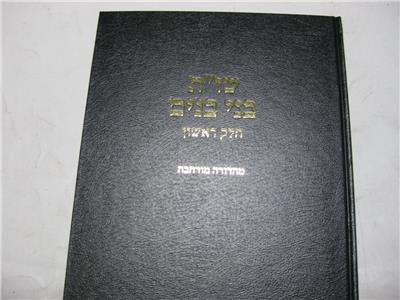 שו"ת
בני בנים
חלק ראשון
מהדורה מורחבת